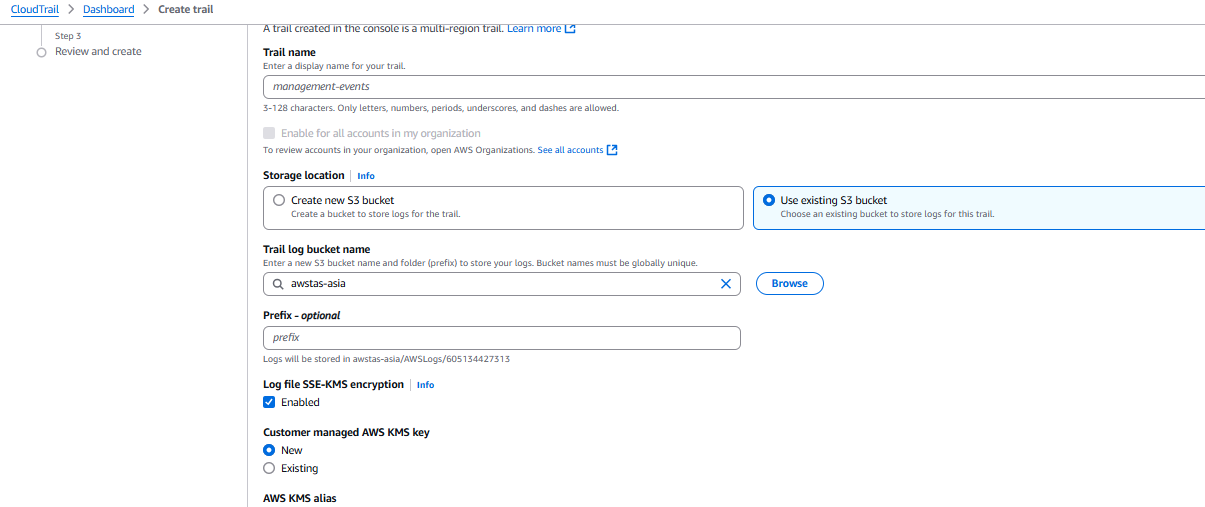 CloudTrail > Dashboard > Create trail
A trail created in the console is a multi-region trail. Learn more
Step 3
Review and create
Trail name
Enter a display name for your trail.
management-events
3-128 characters. Only letters, numbers, periods, underscores, and dashes are allowed.
Enable for all accounts in my organization
To review accounts in your organization, open AWS Organizations. See all accounts
Storage location | Info
Create new S3 bucket
Create a bucket to store logs for the trail.
Use existing S3 bucket
Choose an existing bucket to store logs for this trail.
Trail log bucket name
Enter a new S3 bucket name and folder (prefix) to store your logs. Bucket names must be globally unique.
awstas-asia
Browse
Prefix - optional
prefix
Logs will be stored in awstas-asia/AWSLogs/605134427313
Log file SSE-KMS encryption | Info
Enabled
Customer managed AWS KMS key
New
Existing
AWS KMS alias